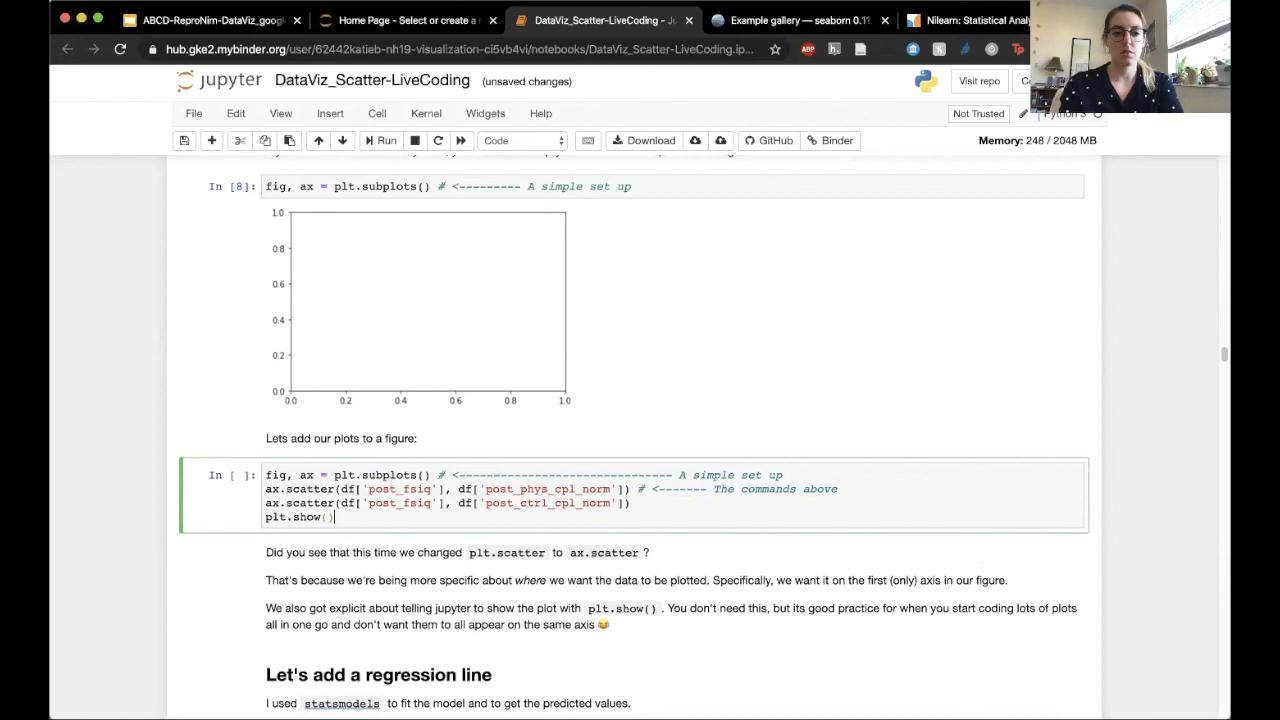 ABCD-ReproNim-DataViz_goog
Home Page - Select or create a
DataViz_Scatter-LiveCoding - Ju
Example gallery — seaborn 0.11.
Nilearn: Statistical Analy
hub.gke2.mybinder.org/user/62442katieb-nh19-visualization-ci5vb4vi/notebooks/DataViz_Scatter-LiveCoding.ip...
ABP
jupyter DataViz_Scatter-LiveCoding (unsaved changes)
Visit repo
File Edit View Insert Cell Kernel Widgets Help
Not Trusted
Python 3
Run
Code
Download
GitHub
Binder
Memory: 248 / 2048 MB
In [8]: fig, ax = plt.subplots() # <--------- A simple set up
1.0
0.8
0.6
0.4
0.2
0.0
0.0 0.2 0.4 0.6 0.8 1.0
Lets add our plots to a figure:
In [ ]: fig, ax = plt.subplots() # <------------------------------ A simple set up
ax.scatter(df['post_fsiq'], df['post_phys_cpl_norm']) # <------- The commands above
ax.scatter(df['post_fsiq'], df['post_ctrl_cpl_norm'])
plt.show()
Did you see that this time we changed plt.scatter to ax.scatter ?
That's because we're being more specific about where we want the data to be plotted. Specifically, we want it on the first (only) axis in our figure.
We also got explicit about telling jupyter to show the plot with plt.show() . You don't need this, but its good practice for when you start coding lots of plots
all in one go and don't want them to all appear on the same axis 😂
Let's add a regression line
I used statsmodels to fit the model and to get the predicted values.